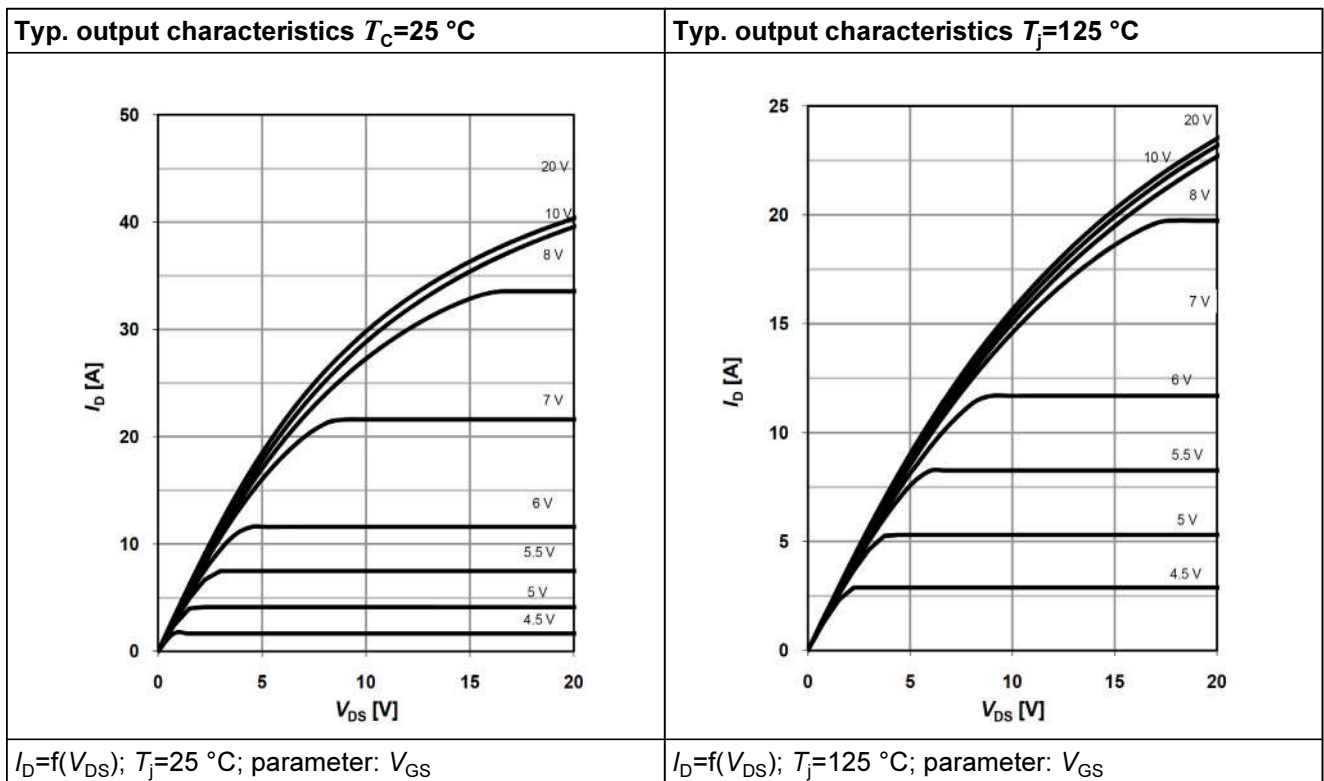 Typ. output characteristics T_C=25 °C
Typ. output characteristics T_j=125 °C
50
40
30
20
10
0
I_D [A]
20 V
10 V
8 V
7 V
6 V
5.5 V
5 V
4.5 V
0 5 10 15 20
V_DS [V]
25
20
15
10
5
0
I_D [A]
20 V
10 V
8 V
7 V
6 V
5.5 V
5 V
4.5 V
0 5 10 15 20
V_DS [V]
I_D=f(V_DS); T_j=25 °C; parameter: V_GS
I_D=f(V_DS); T_j=125 °C; parameter: V_GS